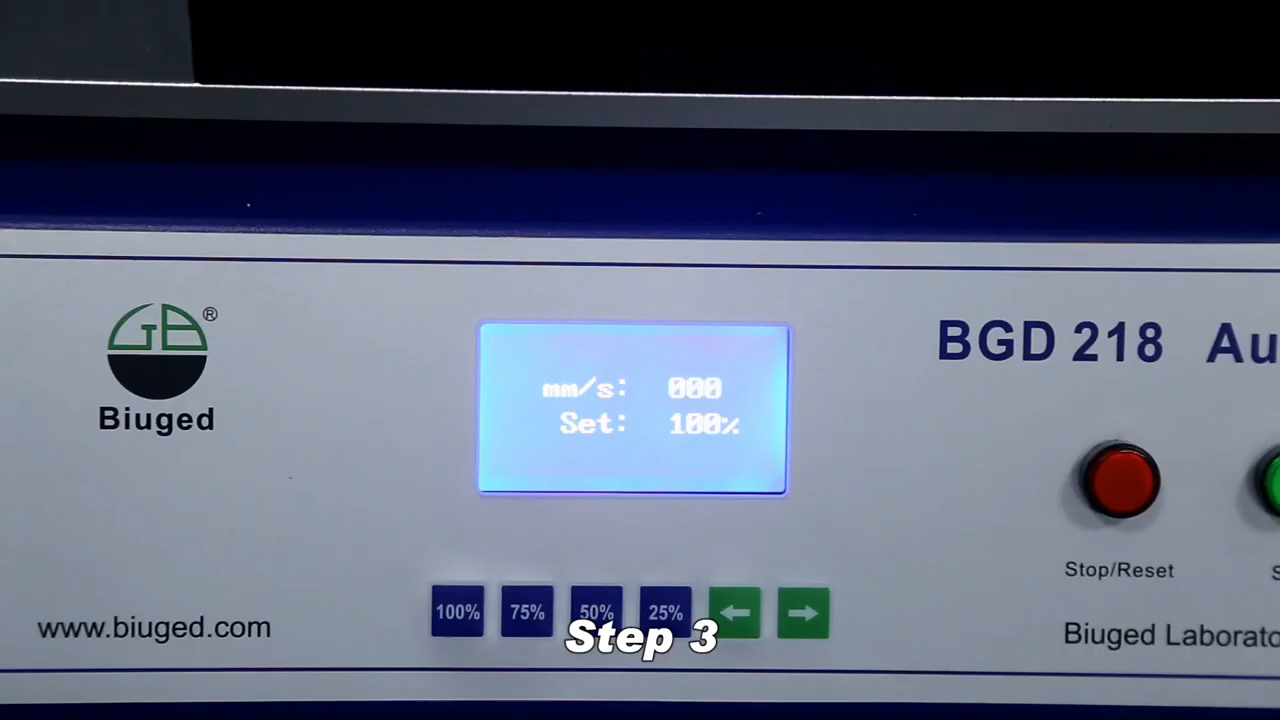 GB ®
Biuged
www.biuged.com
mm/s: 000
Set: 100%
100% 75% 50% 25%
Step 3
BGD 218 Au
Stop/Reset
S
Biuged Laborato